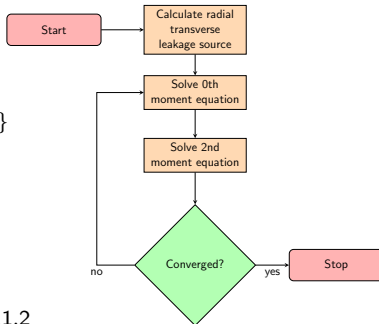 Calculate radial
transverse
leakage source
Start
Solve 0th
moment equation
}
Solve 2nd
moment equation
Converged?
Stop
no
yes
1.2